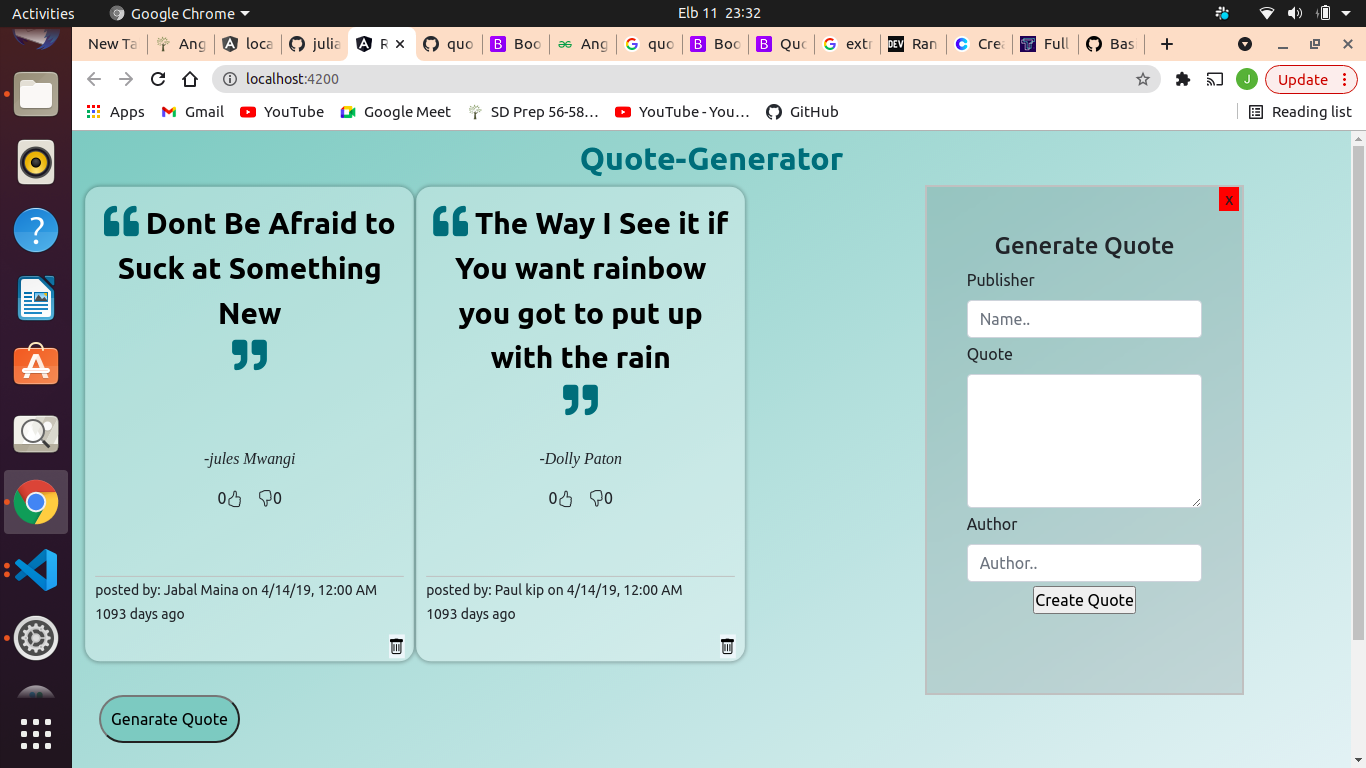 Activities Google Chrome Elb 11 23:32
New Ta Ang loca julia R quo Boo Ang quo Boo Quo extr DEV Ran Crea Full Bas
localhost:4200 J Update
Apps Gmail YouTube Google Meet SD Prep 56-58… YouTube - You… GitHub Reading list
Quote-Generator
Dont Be Afraid to
Suck at Something
New
-jules Mwangi
0 0
posted by: Jabal Maina on 4/14/19, 12:00 AM
1093 days ago
The Way I See it if
You want rainbow
you got to put up
with the rain
-Dolly Paton
0 0
posted by: Paul kip on 4/14/19, 12:00 AM
1093 days ago
x
Generate Quote
Publisher
Name..
Quote
Author
Author..
Create Quote
Genarate Quote